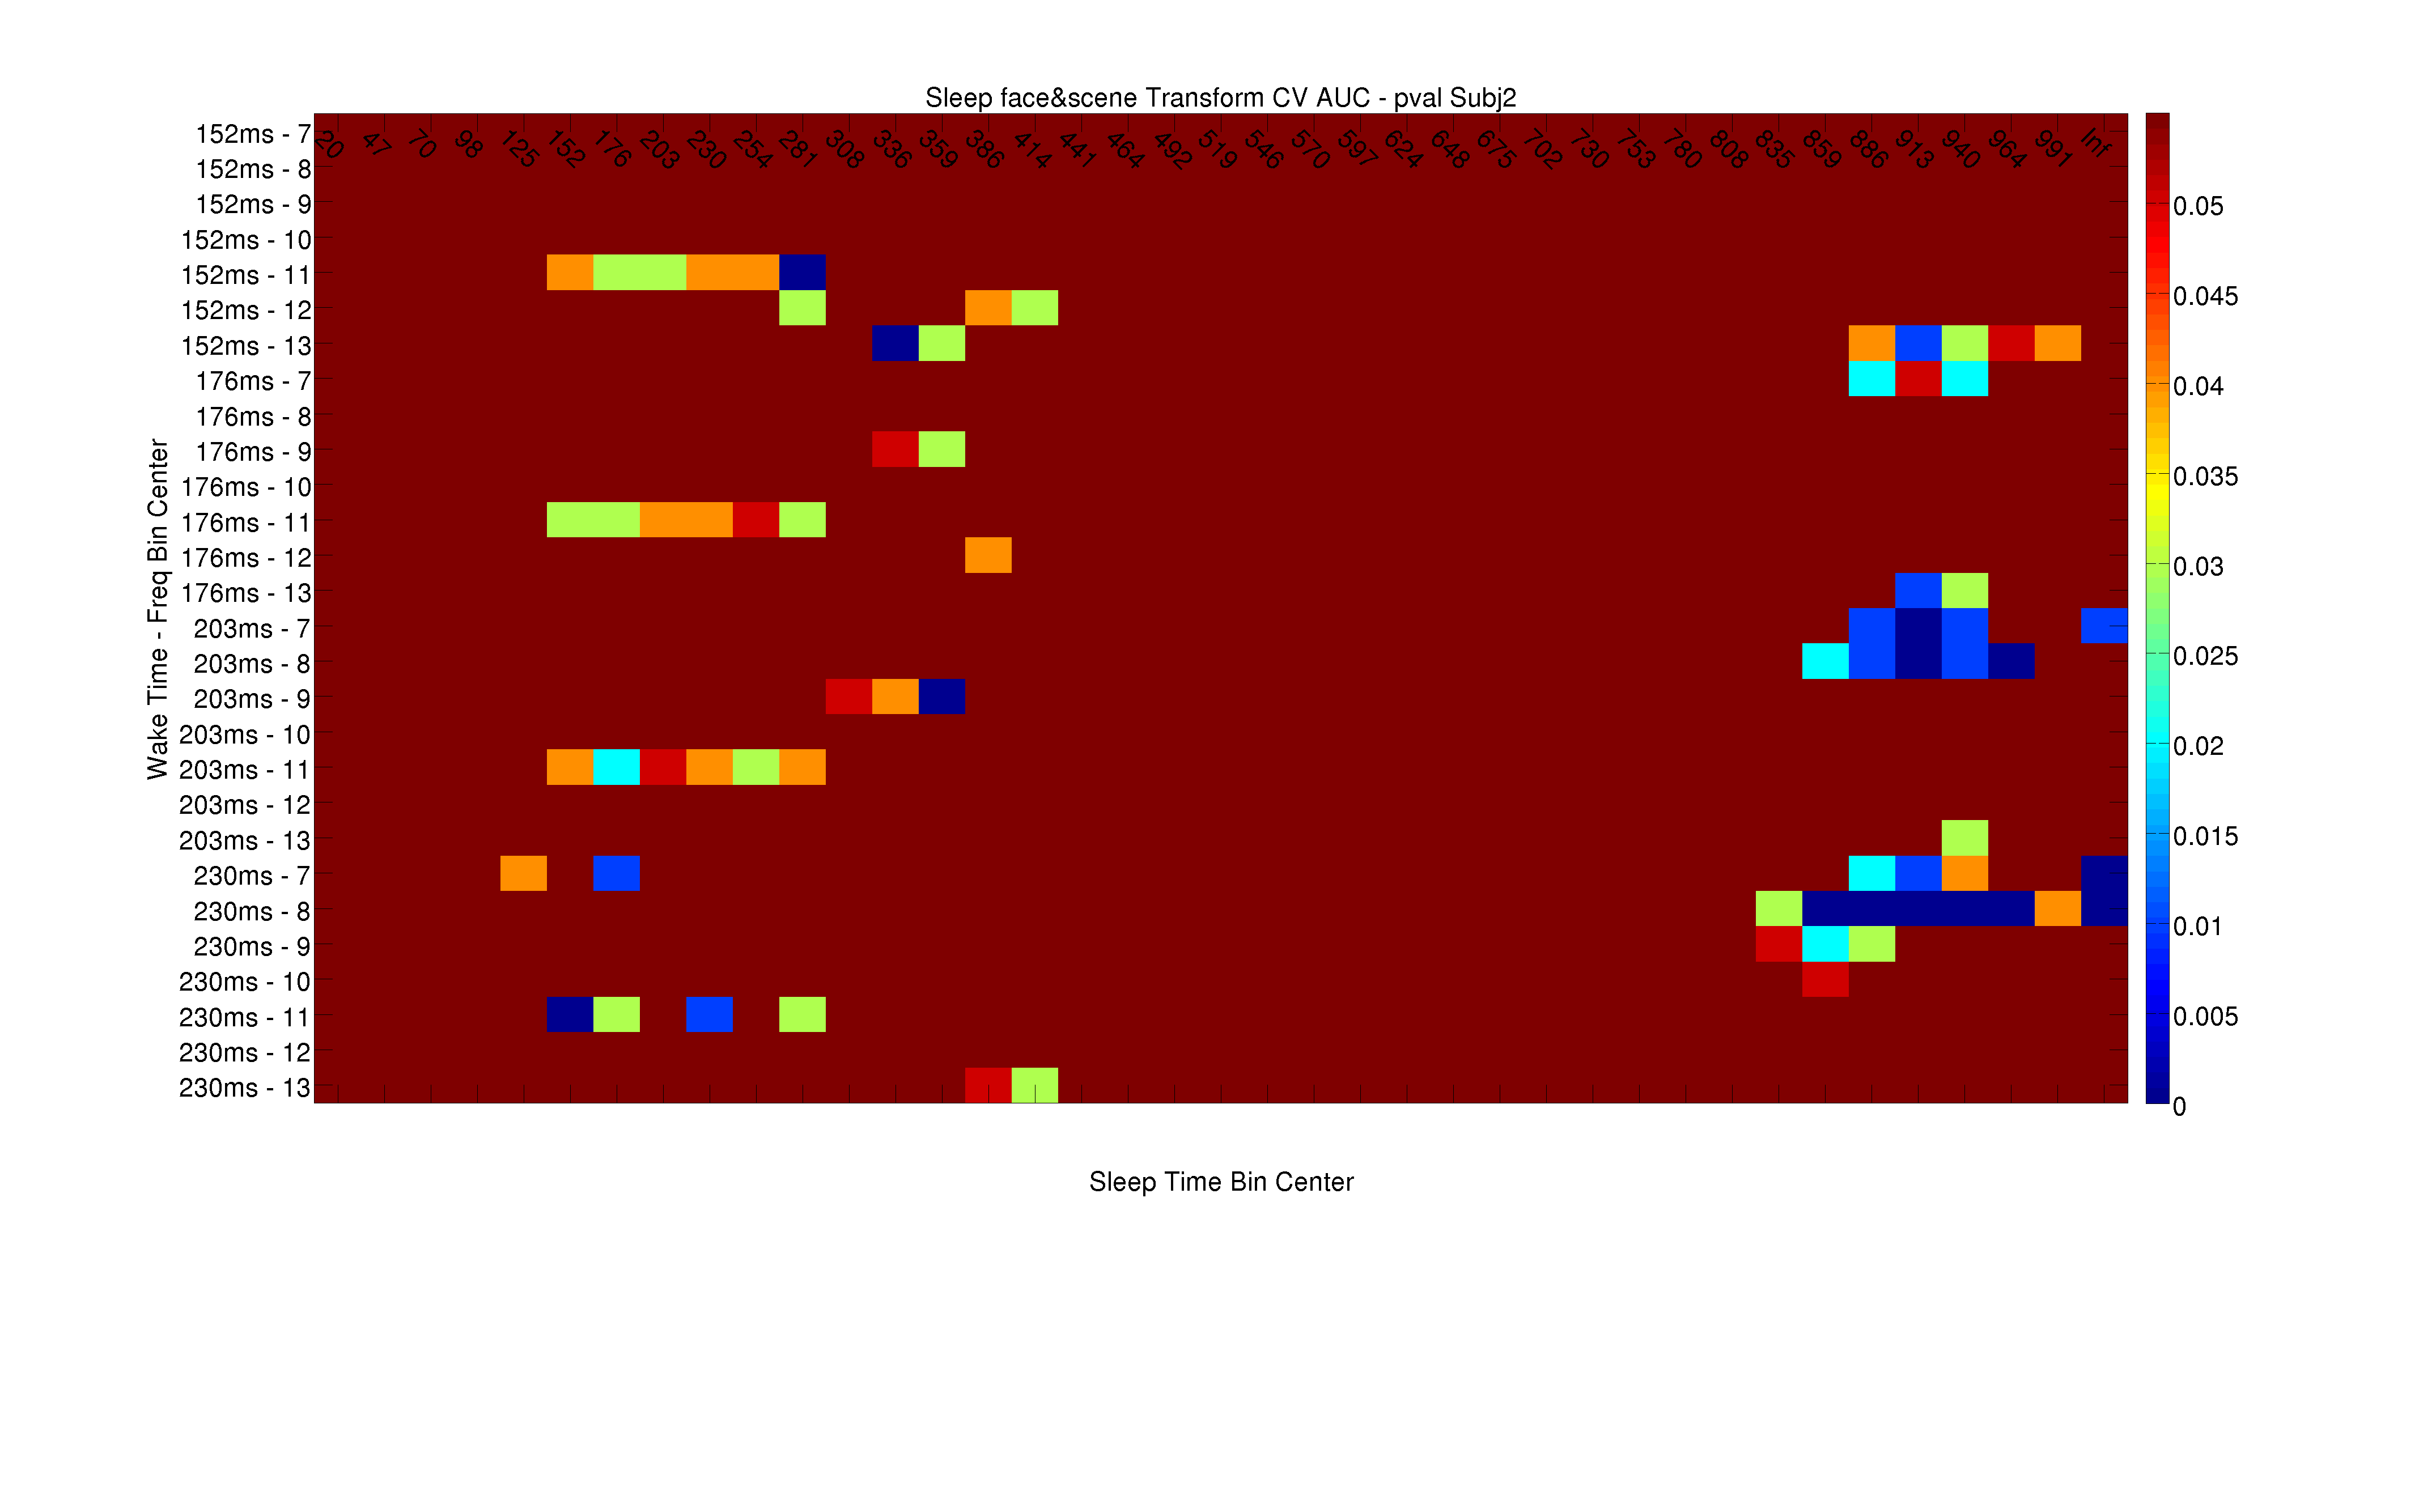 Sleep face&scene Transform CV AUC - pval Subj2
20 47 70 98 125 152 176 203 230 254 281 308 336 359 386 414 441 464 492 519 546 570 597 624 648 675 702 730 753 780 808 835 859 886 913 940 964 991 Inf
Wake Time - Freq Bin Center
152ms - 7
152ms - 8
152ms - 9
152ms - 10
152ms - 11
152ms - 12
152ms - 13
176ms - 7
176ms - 8
176ms - 9
176ms - 10
176ms - 11
176ms - 12
176ms - 13
203ms - 7
203ms - 8
203ms - 9
203ms - 10
203ms - 11
203ms - 12
203ms - 13
230ms - 7
230ms - 8
230ms - 9
230ms - 10
230ms - 11
230ms - 12
230ms - 13
0.05
0.045
0.04
0.035
0.03
0.025
0.02
0.015
0.01
0.005
0
Sleep Time Bin Center